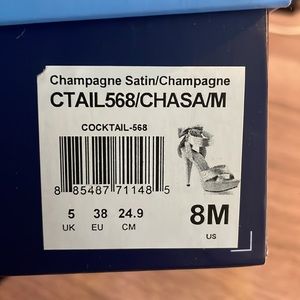 Champagne Satin/Champagne
CTAIL568/CHASA/M
COCKTAIL-568
8 85487 71148 5
5 38 24.9 8M
UK EU CM US